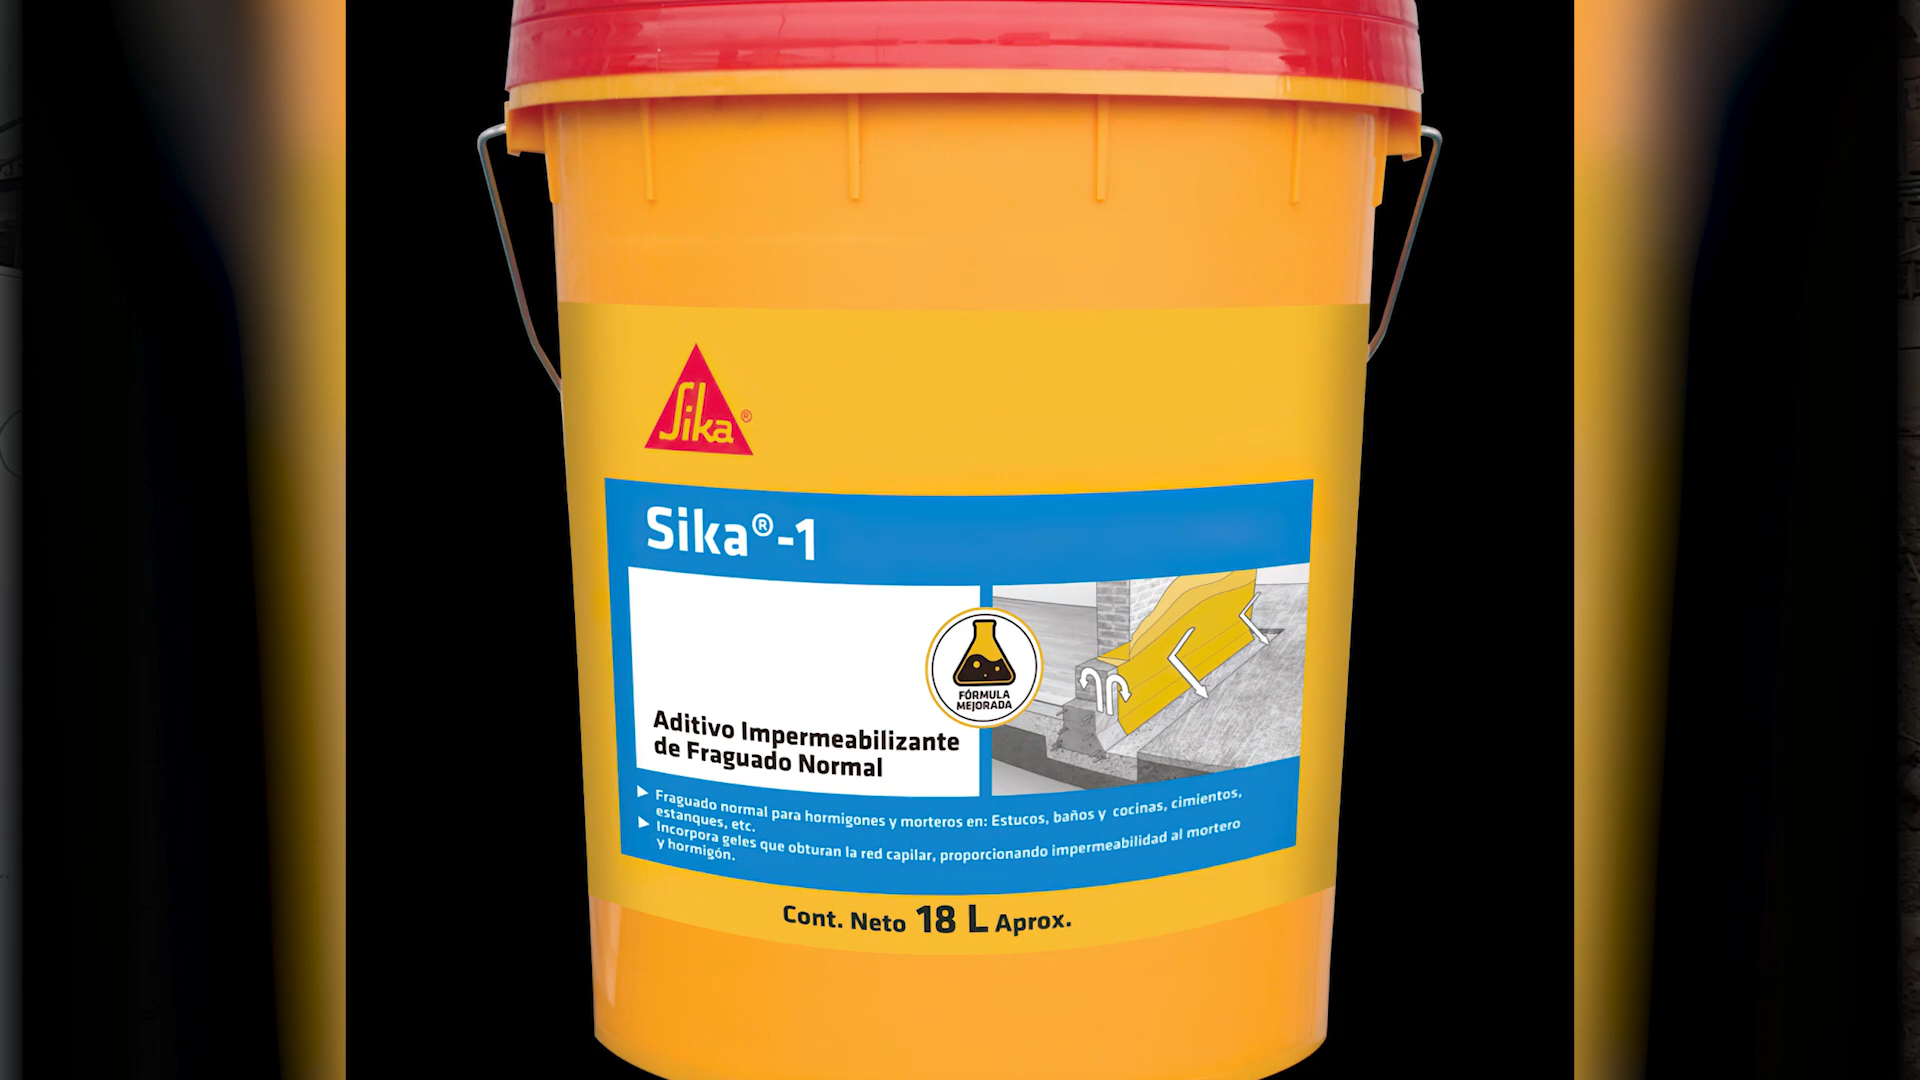 Sika®
Sika®-1
FÓRMULA
MEJORADA
Aditivo Impermeabilizante
de Fraguado Normal
Fraguado normal para hormigones y morteros en: Estucos, baños y cocinas, cimientos,
estanques, etc.
Incorpora geles que obturan la red capilar, proporcionando impermeabilidad al mortero
y hormigón.
Cont. Neto 18 L Aprox.